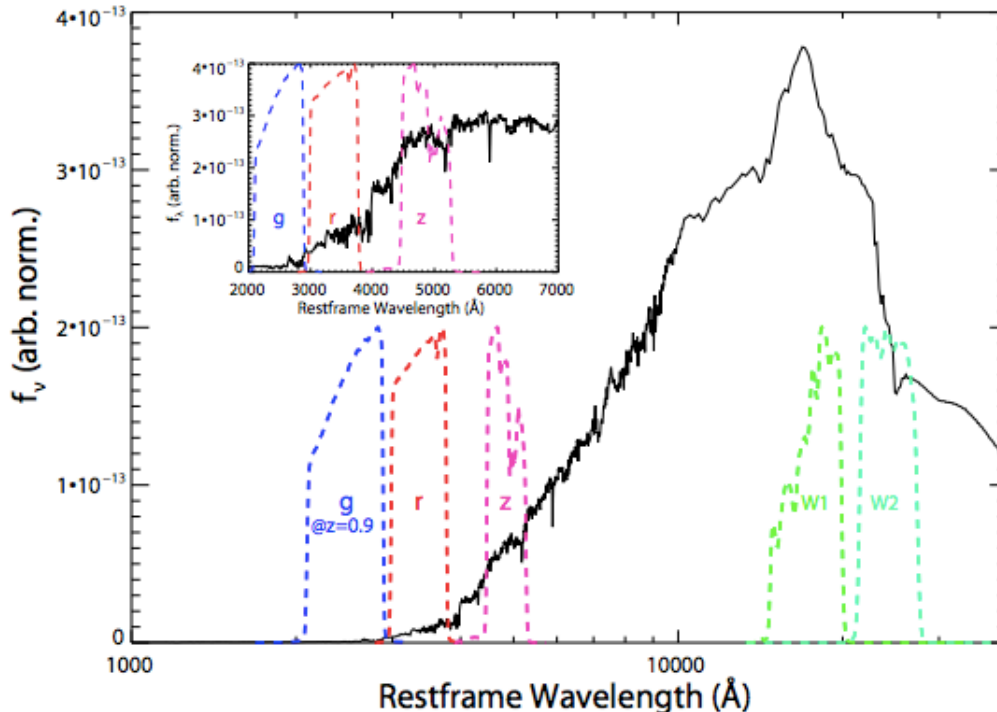 4•10⁻¹³
3•10⁻¹³
2•10⁻¹³
1•10⁻¹³
0
fᵥ (arb. norm.)
4•10⁻¹³
3•10⁻¹³
2•10⁻¹³
1•10⁻¹³
0
f_λ (arb. norm.)
g
r
z
2000 3000 4000 5000 6000 7000
Restframe Wavelength (Å)
g
@z=0.9
r
z
W1
W2
1000 10000
Restframe Wavelength (Å)